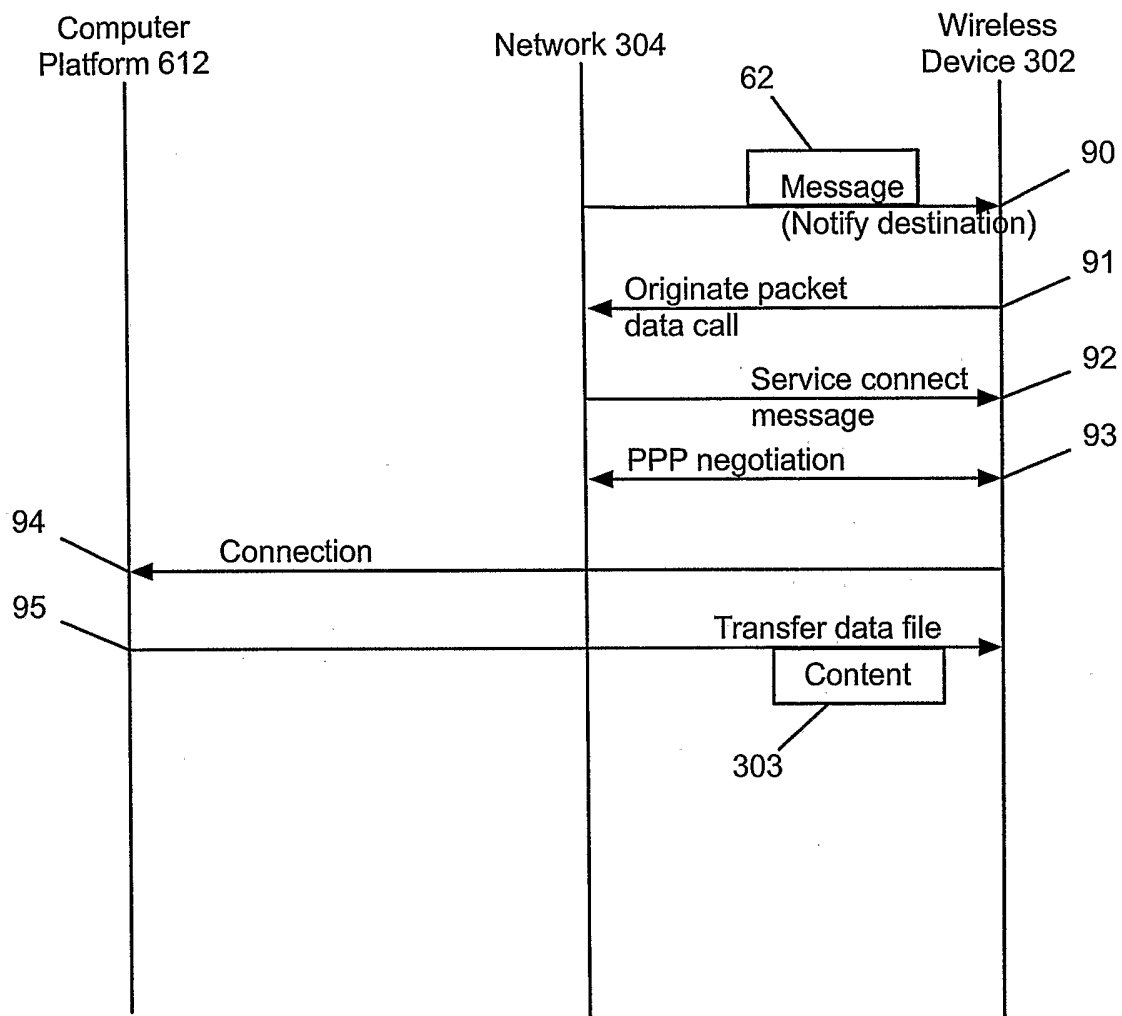 Computer
Platform 612
Network 304
Wireless
Device 302
62
90
Message
(Notify destination)
91
Originate packet
data call
92
Service connect
message
93
PPP negotiation
94
Connection
95
Transfer data file
Content
303